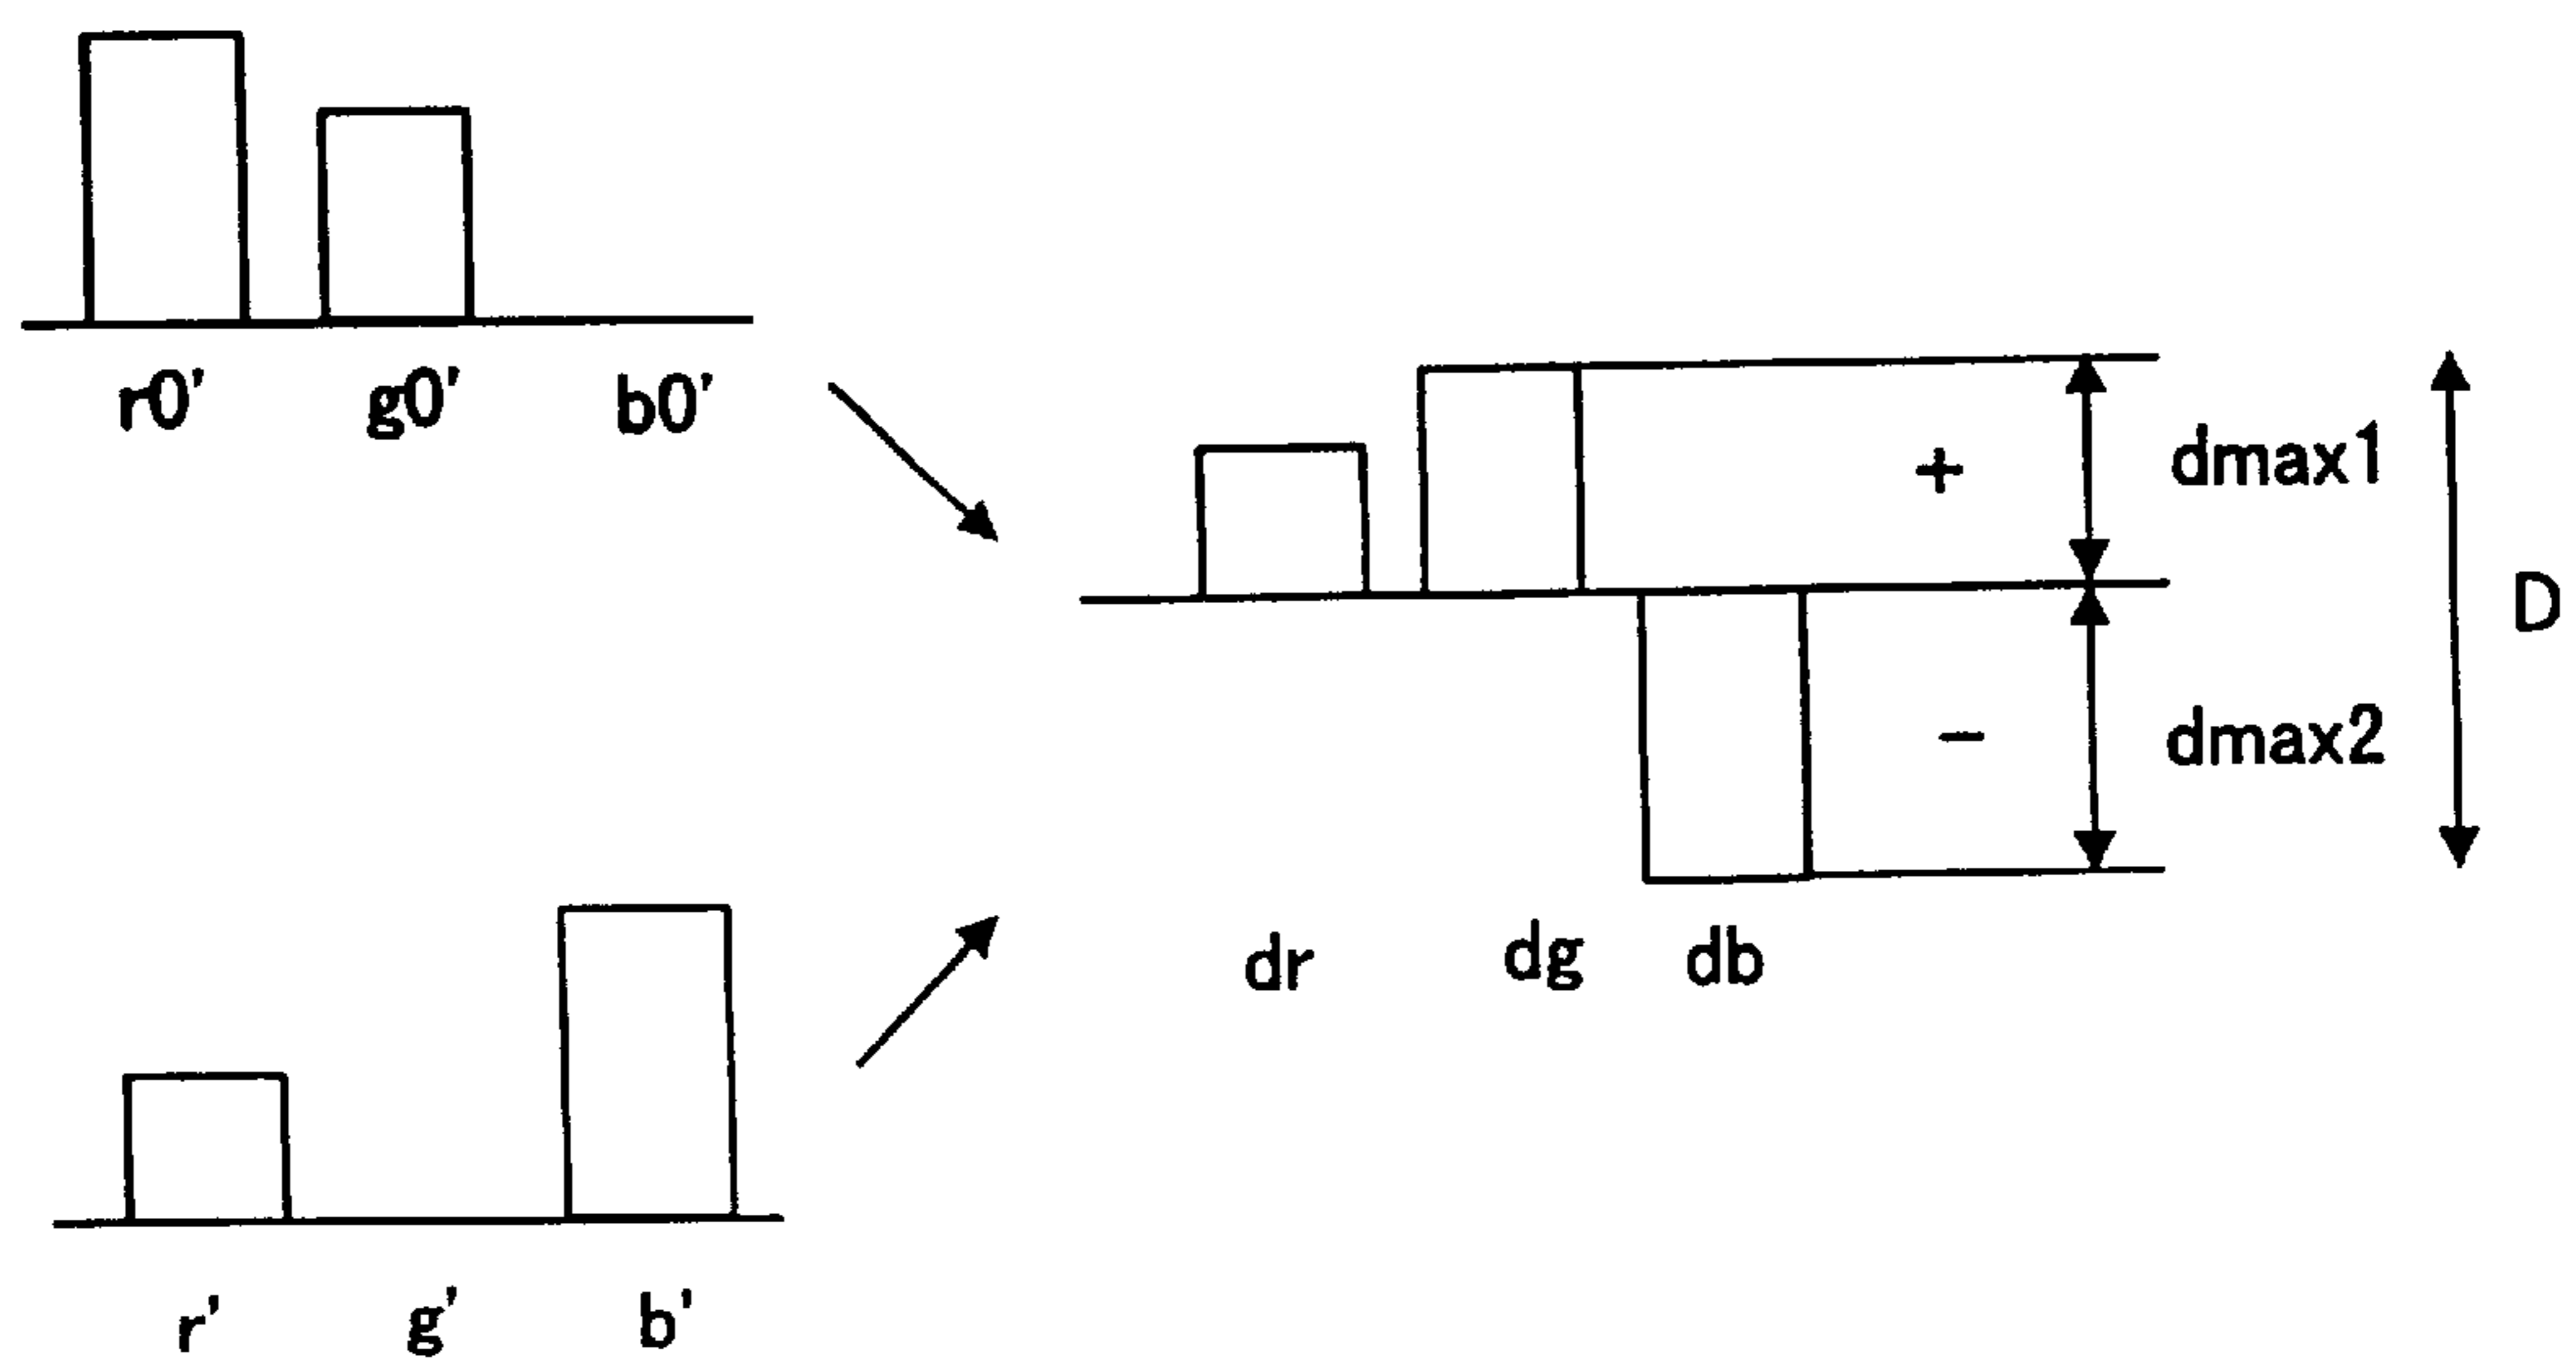 r0' g0' b0'
+ dmax1
D
- dmax2
dr dg db
r' g' b'